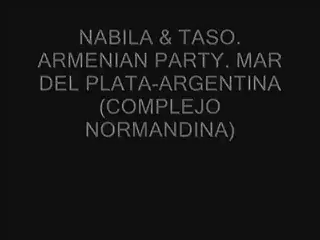 NABILA & TASO.
ARMENIAN PARTY. MAR
DEL PLATA-ARGENTINA
(COMPLEJO
NORMANDINA)